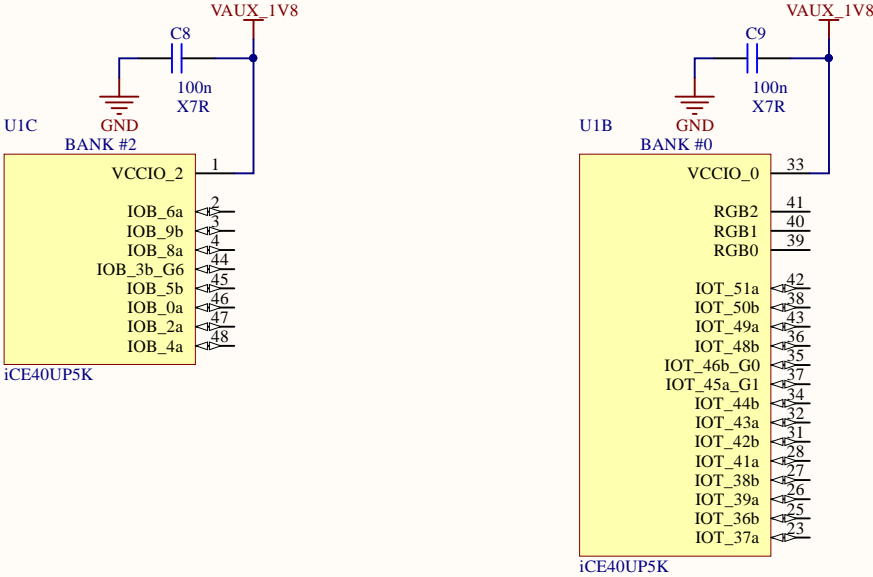 VAUX_1V8
C8
100n
X7R
GND
U1C
BANK #2
VCCIO_2 1
IOB_6a 2
IOB_9b 3
IOB_8a 4
IOB_3b_G6 44
IOB_5b 45
IOB_0a 46
IOB_2a 47
IOB_4a 48
iCE40UP5K
VAUX_1V8
C9
100n
X7R
GND
U1B
BANK #0
VCCIO_0 33
RGB2 41
RGB1 40
RGB0 39
IOT_51a 42
IOT_50b 38
IOT_49a 43
IOT_48b 36
IOT_46b_G0 35
IOT_45a_G1 37
IOT_44b 34
IOT_43a 32
IOT_42b 31
IOT_41a 28
IOT_38b 27
IOT_39a 26
IOT_36b 25
IOT_37a 23
iCE40UP5K